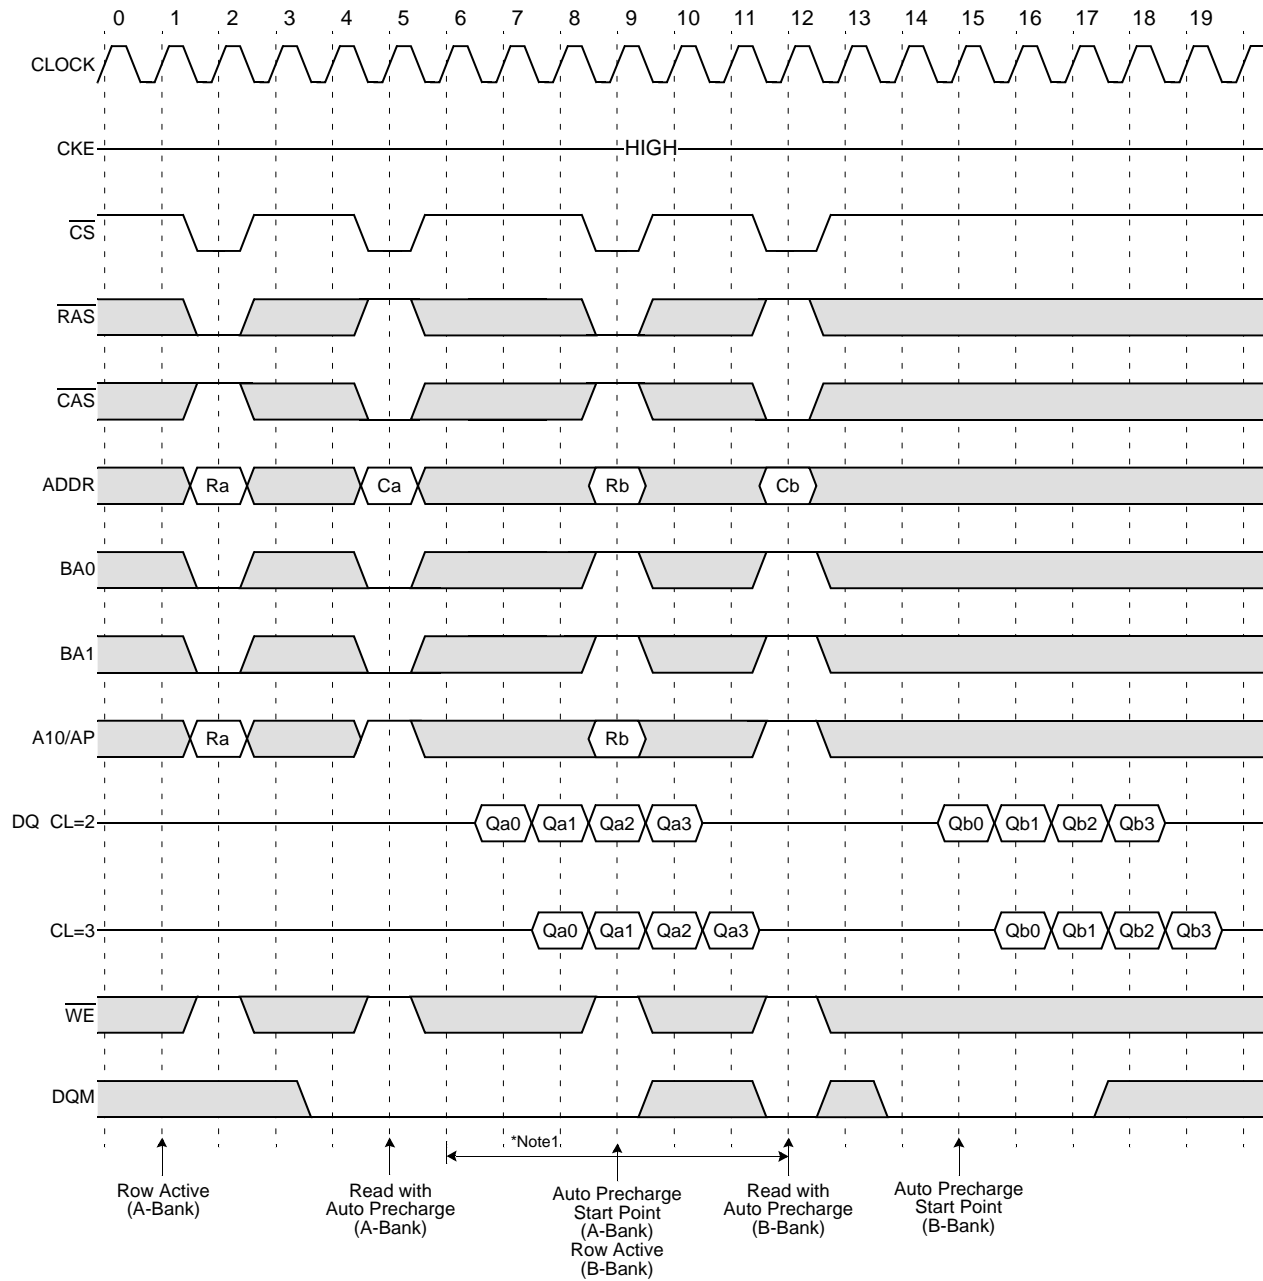 0 1 2 3 4 5 6 7 8 9 10 11 12 13 14 15 16 17 18 19
CLOCK
CKE HIGH
CS
RAS
CAS
ADDR Ra Ca Rb Cb
BA0
BA1
A10/AP Ra Rb
DQ CL=2 Qa0 Qa1 Qa2 Qa3 Qb0 Qb1 Qb2 Qb3
CL=3 Qa0 Qa1 Qa2 Qa3 Qb0 Qb1 Qb2 Qb3
WE
DQM
*Note1
Row Active
(A-Bank)
Read with
Auto Precharge
(A-Bank)
Auto Precharge
Start Point
(A-Bank)
Row Active
(B-Bank)
Read with
Auto Precharge
(B-Bank)
Auto Precharge
Start Point
(B-Bank)